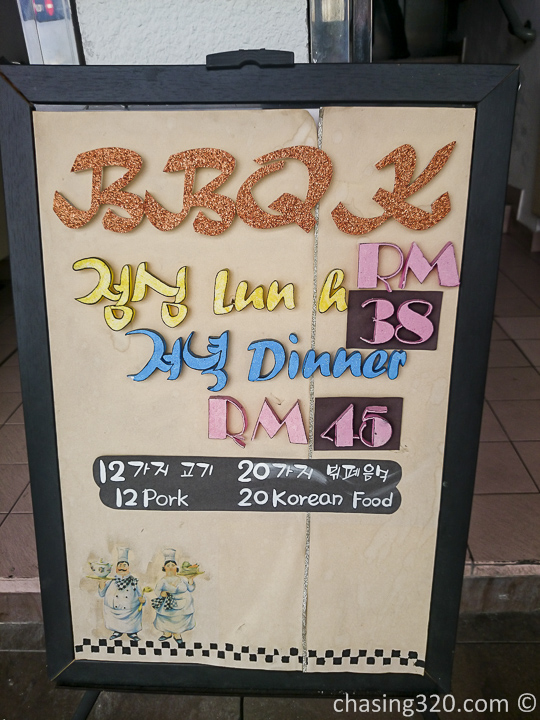 BBQ K
정심 Lun h RM
38
저녁 Dinner
RM 45
12가지 고기 20가지 뷔페음식
12 Pork 20 Korean Food
chasing320.com ©